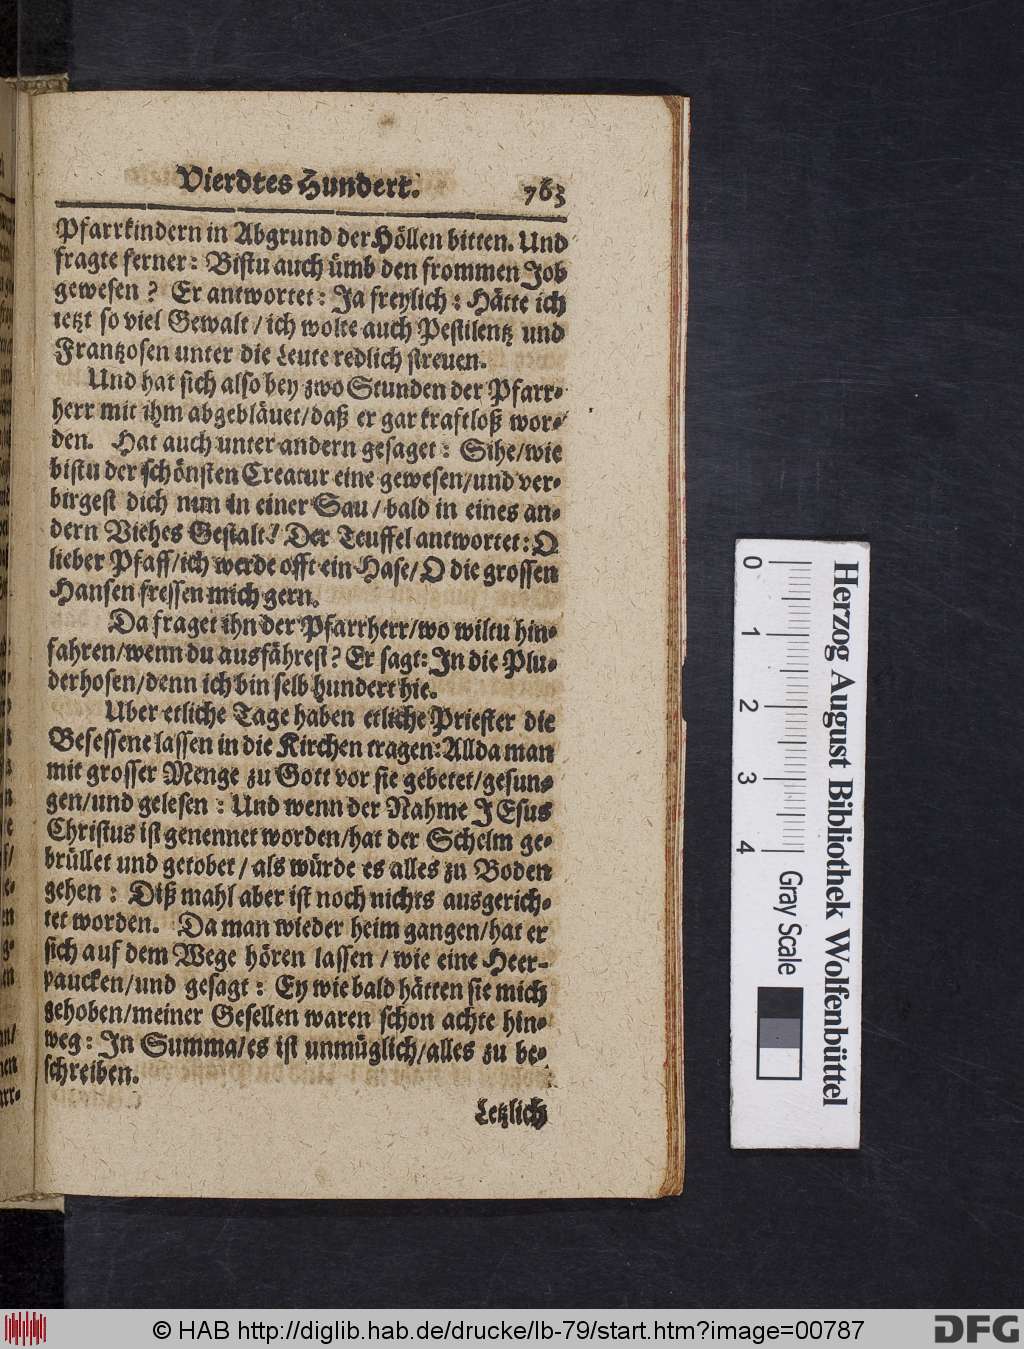 Vierdtes Hundert. 763
Pfarrkindern in Abgrund der Höllen bitten. Und
fragte ferner: Bistu auch ümb den frommen Job
gewesen? Er antwortet: Ja freylich: Hätte ich
ietzt so viel Gewalt/ ich wolte auch Pestilentz und
Frantzosen unter die Leute redlich streuen.
Und hat sich also bey zwo Stunden der Pfarr-
herr mit ihm abgebläuet/daß er gar krafftloß wor-
den. Hat auch unter andern gesaget: Sihe/wie
bistu der schönsten Creatur eine gewesen/und ver-
birgest dich nun in einer Sau/ bald in eines an-
dern Viehes Gestalt? Der Teuffel antwortet: O
lieber Pfaff/ich werde offt ein Hase/ O die grossen
Hansen fressen mich gern.
Da fraget ihn der Pfarrherr/wo wiltu hin-
fahren/wenn du ausfährest? Er sagt: In die Plu-
derhosen/denn ich bin selb hundert hie.
Uber etliche Tage haben etliche Priester die
Besessene lassen in die Kirchen tragen: Allda man
mit grosser Menge zu Gott vor sie gebetet/gesun-
gen/und gelesen: Und wenn der Nahme JEsus
Christus ist genennet worden/hat der Schelm ge-
brüllet und getobet/ als würde es alles zu Boden
gehen: Diß mahl aber ist noch nichts ausgerich-
tet worden. Da man wieder heim gangen/hat er
sich auf dem Wege hören lassen / wie eine Heer-
paucken/und gesagt: Ey wie bald hätten sie mich
gehoben/meiner Gesellen waren schon achte hin-
weg: In Summa/es ist unmüglich/alles zu be-
schreiben.
Letzlich
Herzog August Bibliothek Wolfenbüttel
0 1 2 3 4
Gray Scale
© HAB http://diglib.hab.de/drucke/lb-79/start.htm?image=00787
DFG